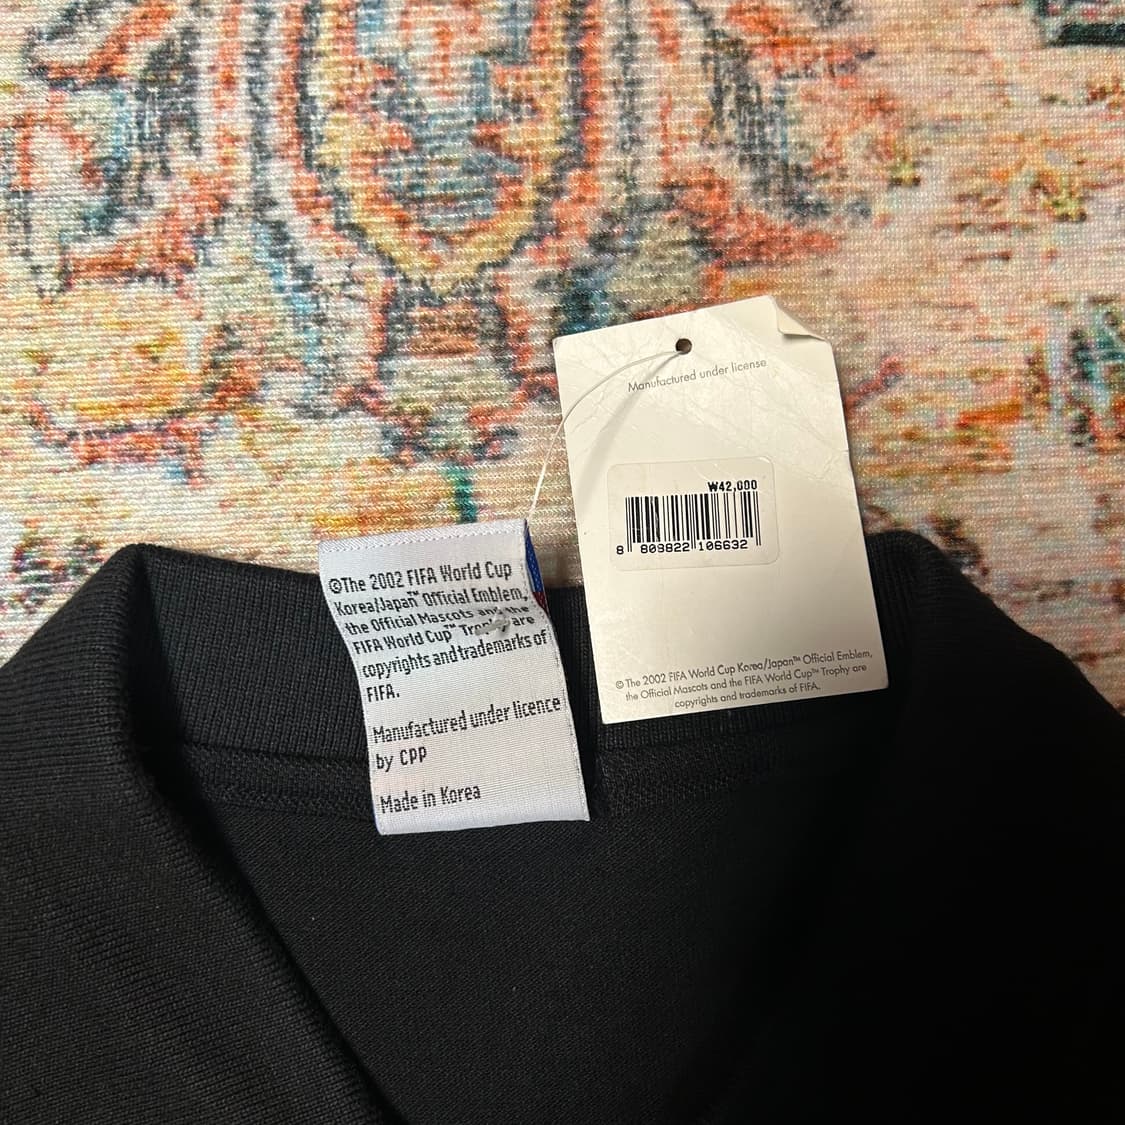 Manufactured under license
₩42,000
8 809822 106632
©The 2002 FIFA World Cup
Korea/Japan™ Official Emblem,
the Official Mascots and the
FIFA World Cup™ Trophy are
copyrights and trademarks of
FIFA.
Manufactured under licence
by CPP
Made in Korea
© The 2002 FIFA World Cup Korea/Japan™ Official Emblem,
the Official Mascots and the FIFA World Cup™ Trophy are
copyrights and trademarks of FIFA.